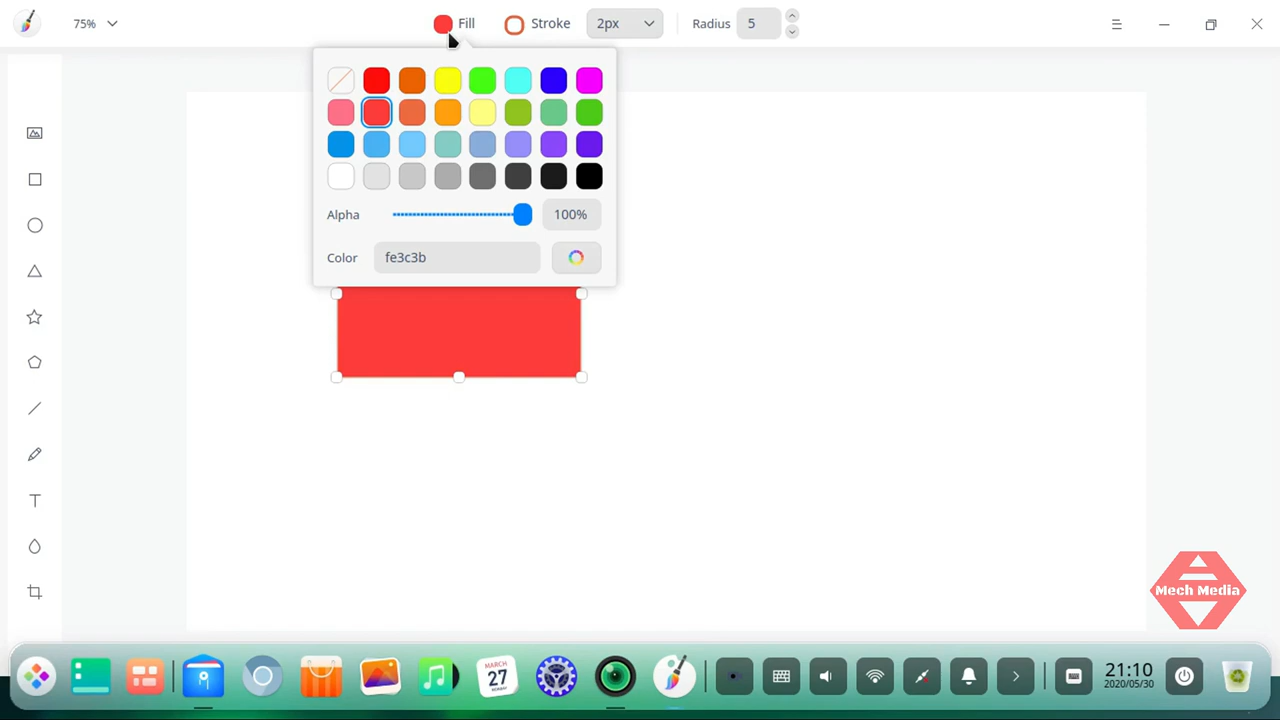 75%
Fill
Stroke
2px
Radius
5
Alpha
100%
Color
fe3c3b
T
Mech Media
MARCH
27
21:10
2020/05/30